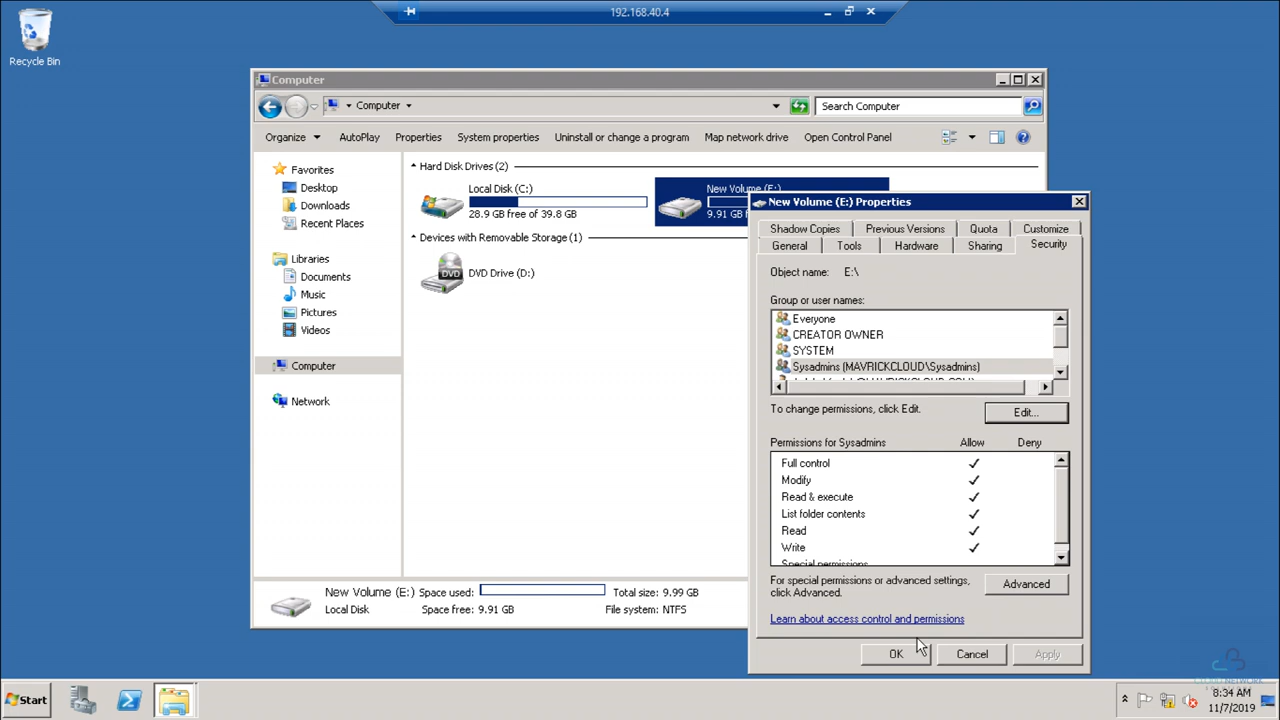 192.168.40.4
Recycle Bin
Computer
Computer
Search Computer
Organize AutoPlay Properties System properties Uninstall or change a program Map network drive Open Control Panel
Favorites
Desktop
Downloads
Recent Places
Libraries
Documents
Music
Pictures
Videos
Computer
Network
Hard Disk Drives (2)
Local Disk (C:)
28.9 GB free of 39.8 GB
New Volume (E:)
9.91 GB
Devices with Removable Storage (1)
DVD
DVD Drive (D:)
New Volume (E:) Space used: Total size: 9.99 GB
Local Disk Space free: 9.91 GB File system: NTFS
New Volume (E:) Properties
Shadow Copies Previous Versions Quota Customize
General Tools Hardware Sharing Security
Object name: E:\
Group or user names:
Everyone
CREATOR OWNER
SYSTEM
Sysadmins (MAVRICKCLOUD\Sysadmins)
To change permissions, click Edit.
Edit...
Permissions for Sysadmins Allow Deny
Full control
Modify
Read & execute
List folder contents
Read
Write
Special permissions
For special permissions or advanced settings,
click Advanced.
Advanced
Learn about access control and permissions
OK Cancel Apply
Start
8:34 AM
11/7/2019